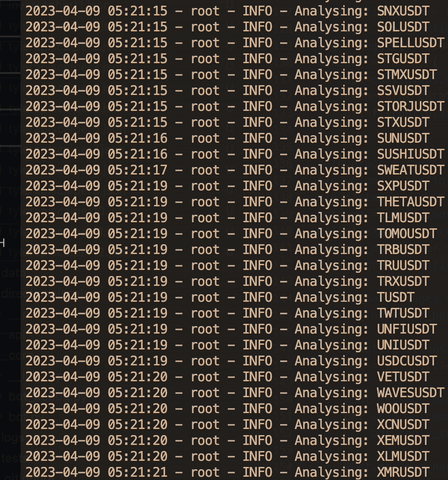 2023-04-09 05:21:15 - root - INFO - Analysing: SNXUSDT
2023-04-09 05:21:15 - root - INFO - Analysing: SOLUSDT
2023-04-09 05:21:15 - root - INFO - Analysing: SPELLUSDT
2023-04-09 05:21:15 - root - INFO - Analysing: STGUSDT
2023-04-09 05:21:15 - root - INFO - Analysing: STMXUSDT
2023-04-09 05:21:15 - root - INFO - Analysing: SSVUSDT
2023-04-09 05:21:15 - root - INFO - Analysing: STORJUSDT
2023-04-09 05:21:15 - root - INFO - Analysing: STXUSDT
2023-04-09 05:21:16 - root - INFO - Analysing: SUNUSDT
2023-04-09 05:21:16 - root - INFO - Analysing: SUSHIUSDT
2023-04-09 05:21:17 - root - INFO - Analysing: SWEATUSDT
2023-04-09 05:21:19 - root - INFO - Analysing: SXPUSDT
2023-04-09 05:21:19 - root - INFO - Analysing: THETAUSDT
2023-04-09 05:21:19 - root - INFO - Analysing: TLMUSDT
2023-04-09 05:21:19 - root - INFO - Analysing: TOMOUSDT
2023-04-09 05:21:19 - root - INFO - Analysing: TRBUSDT
2023-04-09 05:21:19 - root - INFO - Analysing: TRUUSDT
2023-04-09 05:21:19 - root - INFO - Analysing: TRXUSDT
2023-04-09 05:21:19 - root - INFO - Analysing: TUSDT
2023-04-09 05:21:19 - root - INFO - Analysing: TWTUSDT
2023-04-09 05:21:19 - root - INFO - Analysing: UNFIUSDT
2023-04-09 05:21:19 - root - INFO - Analysing: UNIUSDT
2023-04-09 05:21:19 - root - INFO - Analysing: USDCUSDT
2023-04-09 05:21:20 - root - INFO - Analysing: VETUSDT
2023-04-09 05:21:20 - root - INFO - Analysing: WAVESUSDT
2023-04-09 05:21:20 - root - INFO - Analysing: WOOUSDT
2023-04-09 05:21:20 - root - INFO - Analysing: XCNUSDT
2023-04-09 05:21:20 - root - INFO - Analysing: XEMUSDT
2023-04-09 05:21:20 - root - INFO - Analysing: XLMUSDT
2023-04-09 05:21:21 - root - INFO - Analysing: XMRUSDT